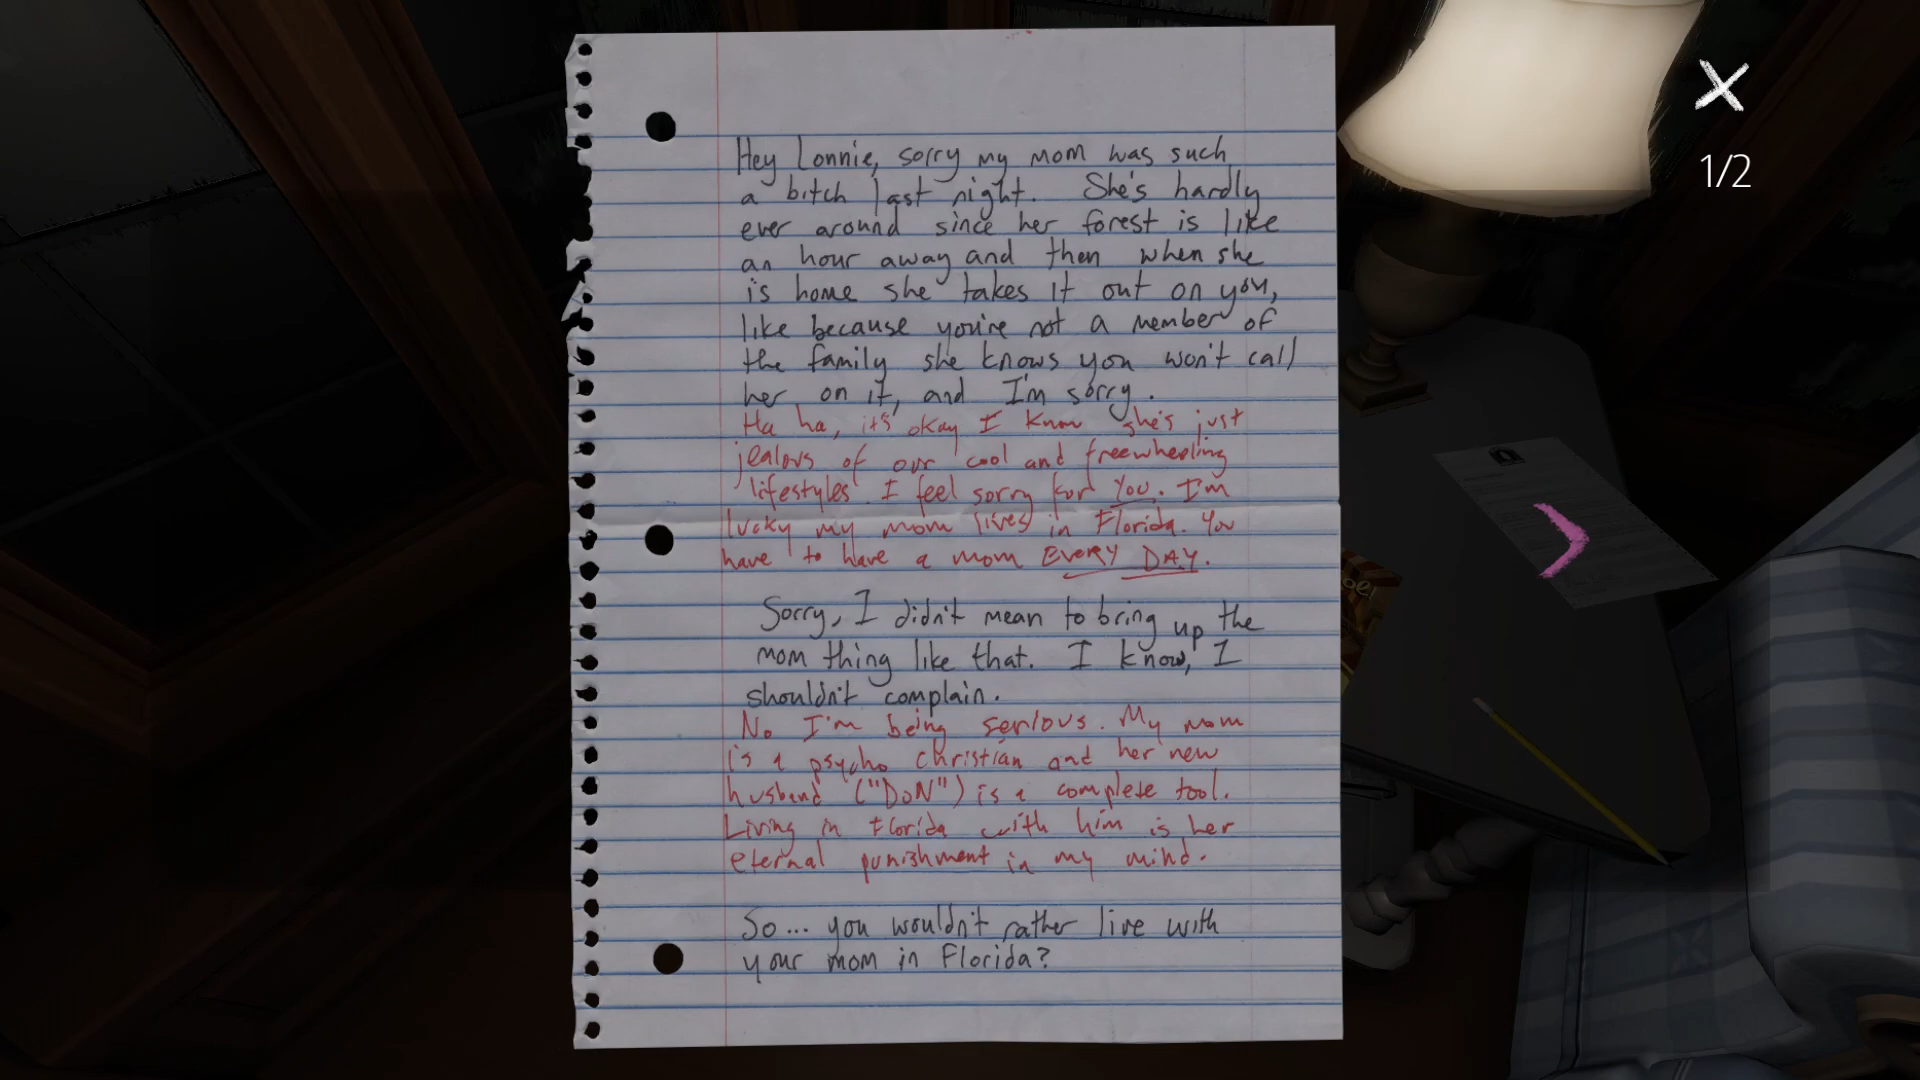 Hey Lonnie, sorry my mom was such
a bitch last night. She's hardly
ever around since her forest is like
an hour away and then when she
is home she takes it out on you,
like because you're not a member of
the family she knows you won't call
her on it, and I'm sorry.
Ha ha, it's okay I know she's just
jealous of our cool and freewheeling
lifestyles. I feel sorry for you. I'm
lucky my mom lives in Florida. You
have to have a mom EVERY DAY.
Sorry, I didn't mean to bring up the
mom thing like that. I know, I
shouldn't complain.
No I'm being serious. My mom
is a psycho christian and her new
husband ("DoN") is a complete tool.
Living in Florida with him is her
eternal punishment in my mind.
So... you wouldn't rather live with
your mom in Florida?
1/2